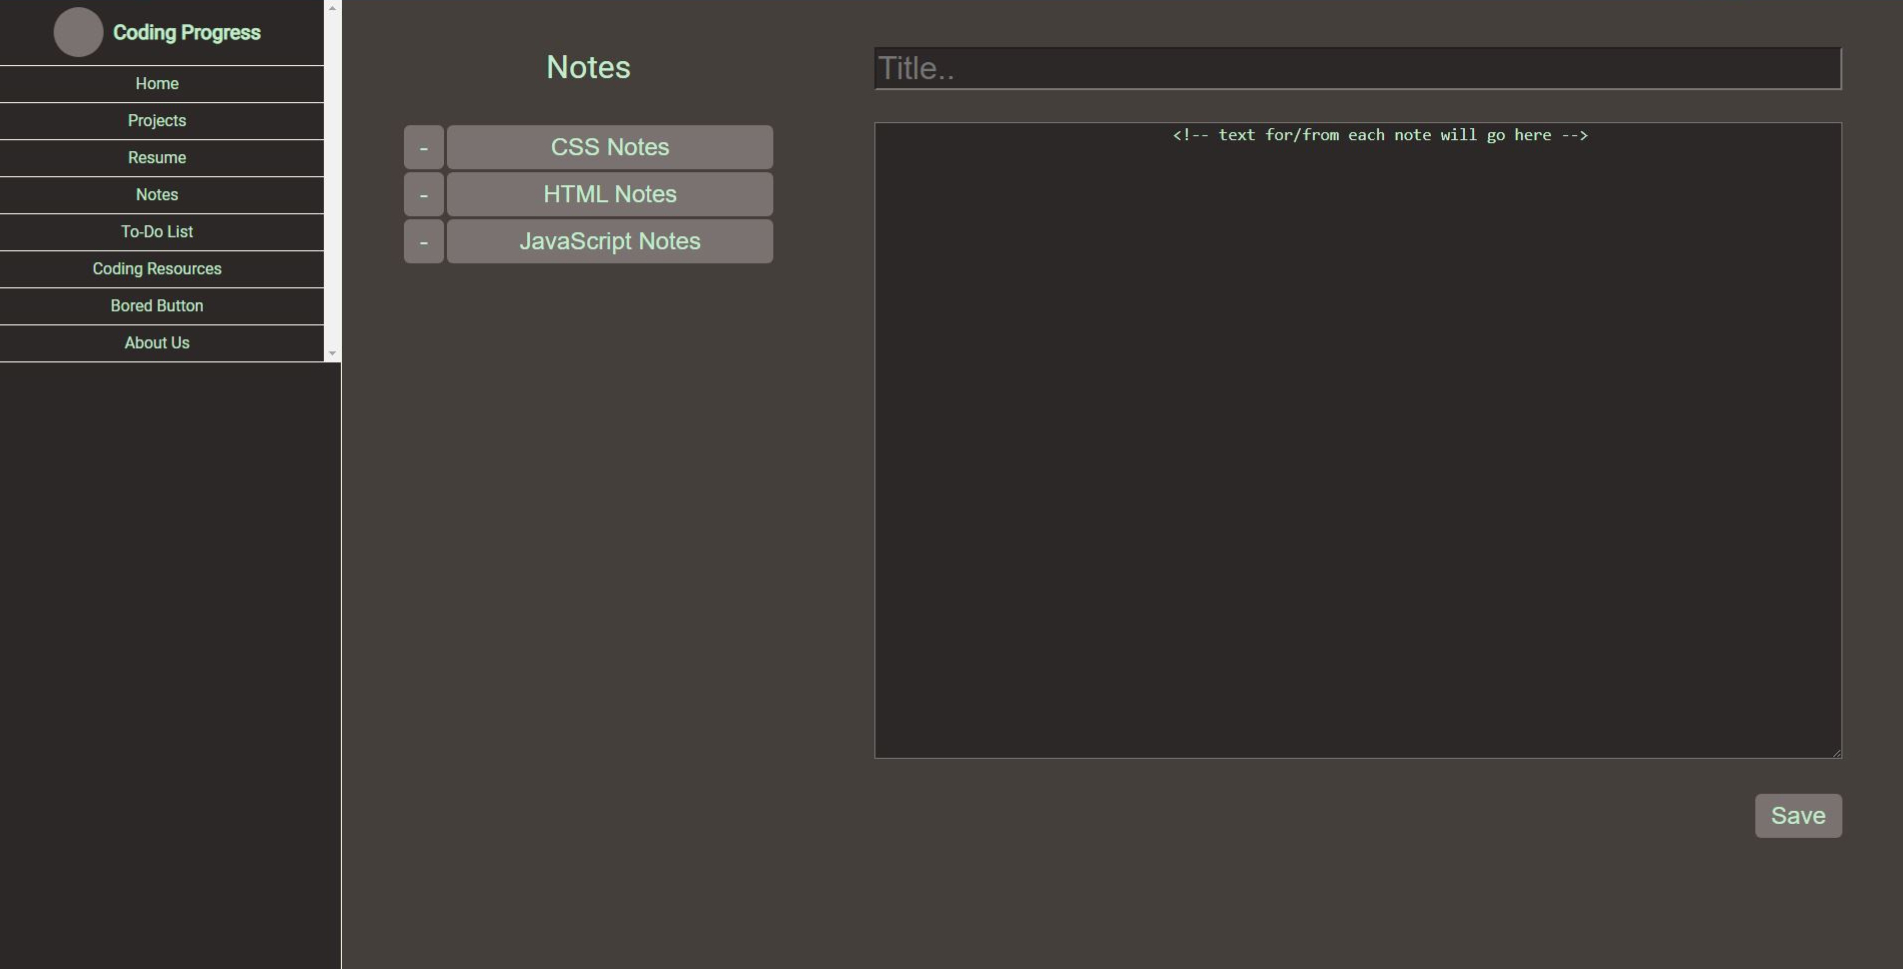 Coding Progress
Home
Projects
Resume
Notes
To-Do List
Coding Resources
Bored Button
About Us
Notes
- CSS Notes
- HTML Notes
- JavaScript Notes
Title..
<!-- text for/from each note will go here -->
Save